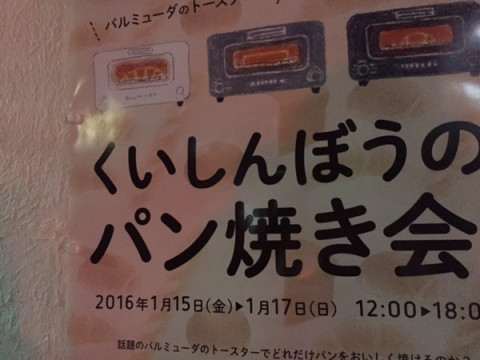 バルミューダのトースター
くいしんぼうの
パン焼き会
2016年1月15日(金)▶1月17日(日) 12:00▶18:0
話題のバルミューダのトースターでどれだけパンをおいしく焼けるのか?